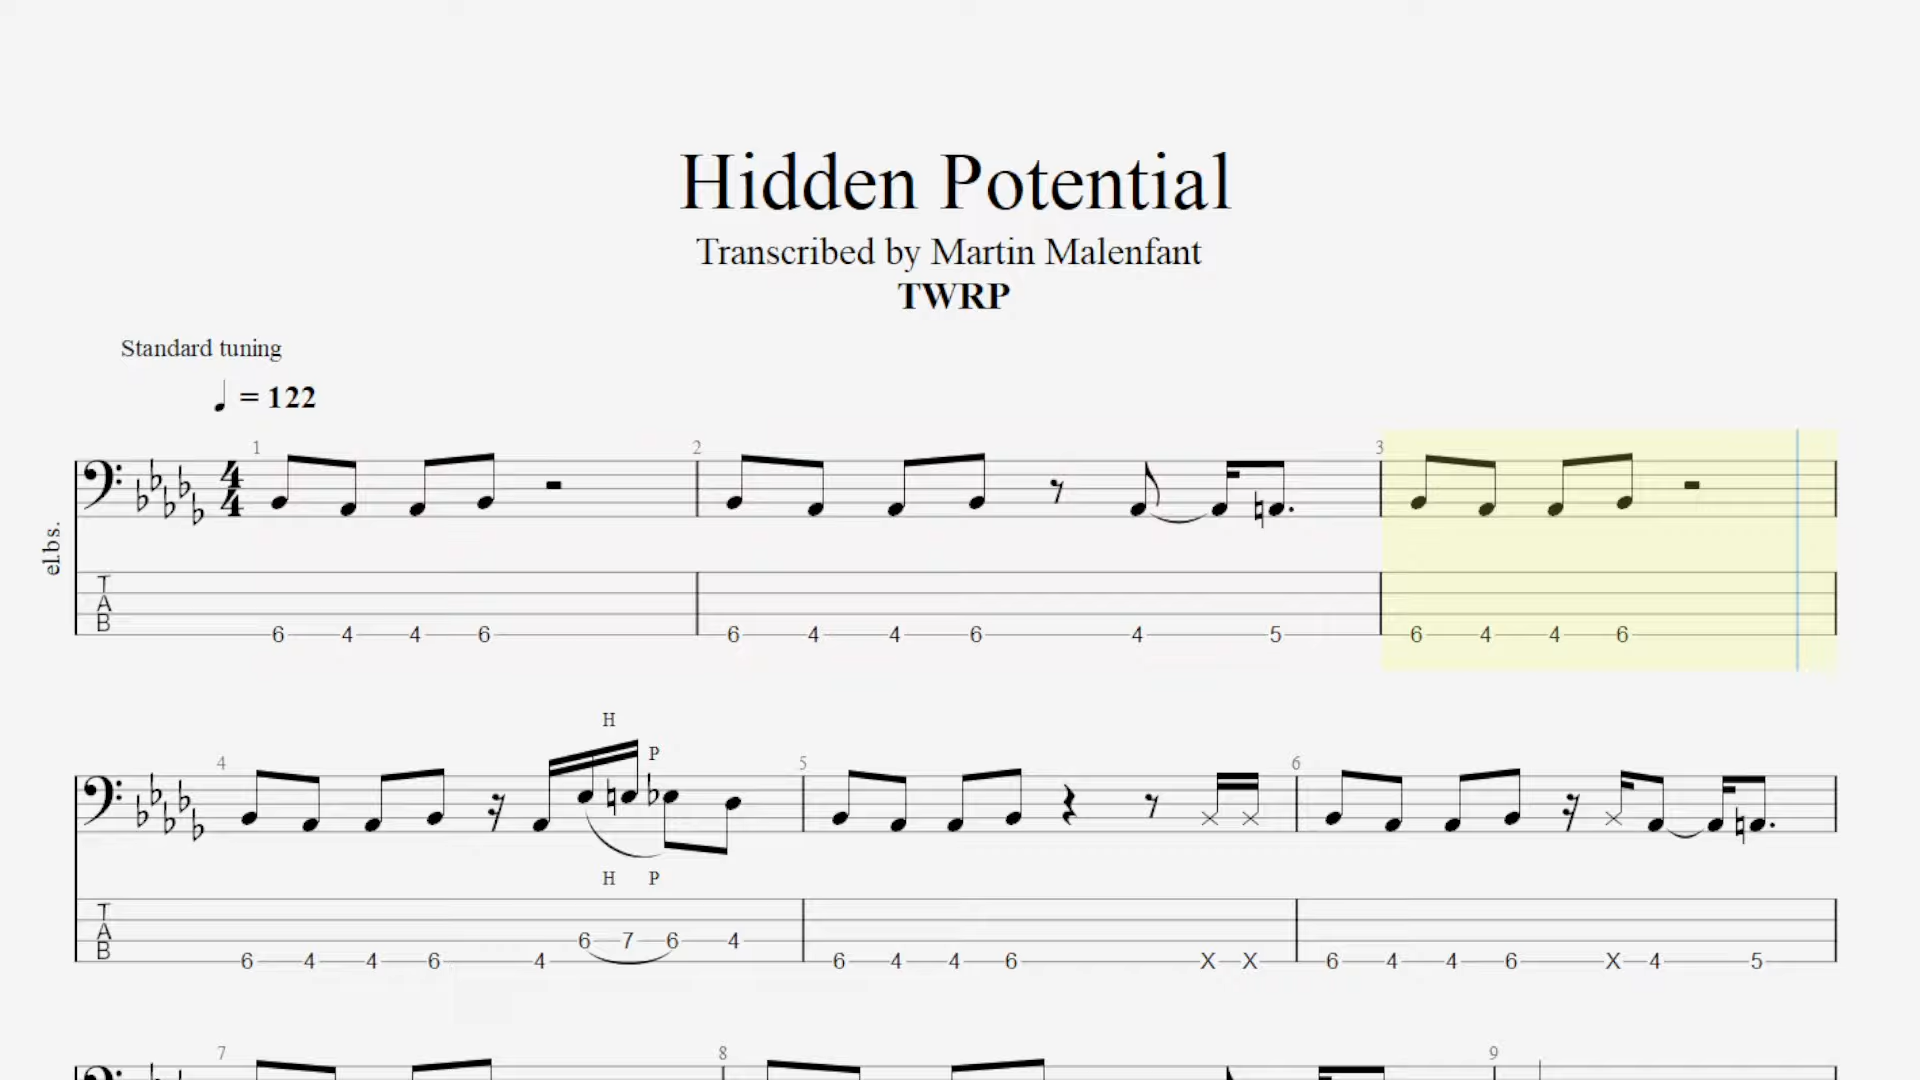 Hidden Potential
Transcribed by Martin Malenfant
TWRP
Standard tuning
= 122
1 2 3
4 4
el.bs.
T A B
6 4 4 6 6 4 4 6 4 5 6 4 4 6
H
P
4 5 6
H P
T A B
6 4 4 6 4 6 7 6 4 6 4 4 6 X X 6 4 4 6 X 4 5
7 8 9